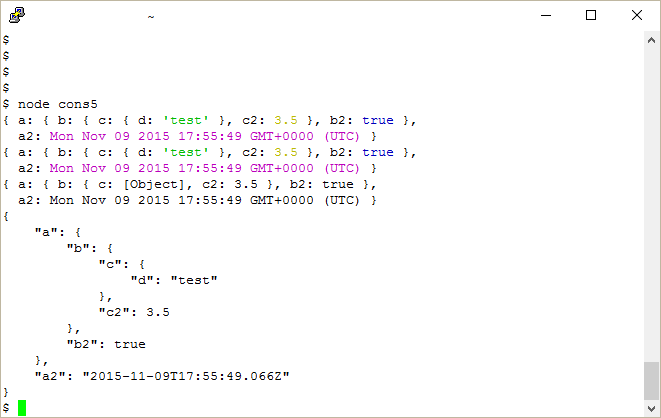 ~
$
$
$
$
$ node cons5
{ a: { b: { c: { d: 'test' }, c2: 3.5 }, b2: true },
  a2: Mon Nov 09 2015 17:55:49 GMT+0000 (UTC) }
{ a: { b: { c: { d: 'test' }, c2: 3.5 }, b2: true },
  a2: Mon Nov 09 2015 17:55:49 GMT+0000 (UTC) }
{ a: { b: { c: [Object], c2: 3.5 }, b2: true },
  a2: Mon Nov 09 2015 17:55:49 GMT+0000 (UTC) }
{
    "a": {
        "b": {
            "c": {
                "d": "test"
            },
            "c2": 3.5
        },
        "b2": true
    },
    "a2": "2015-11-09T17:55:49.066Z"
}
$